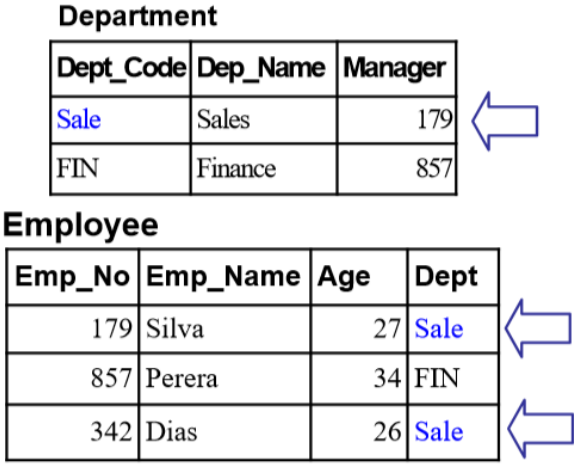 Department
Dept_Code Dep_Name Manager
Sale Sales 179
FIN Finance 857
Employee
Emp_No Emp_Name Age Dept
179 Silva 27 Sale
857 Perera 34 FIN
342 Dias 26 Sale